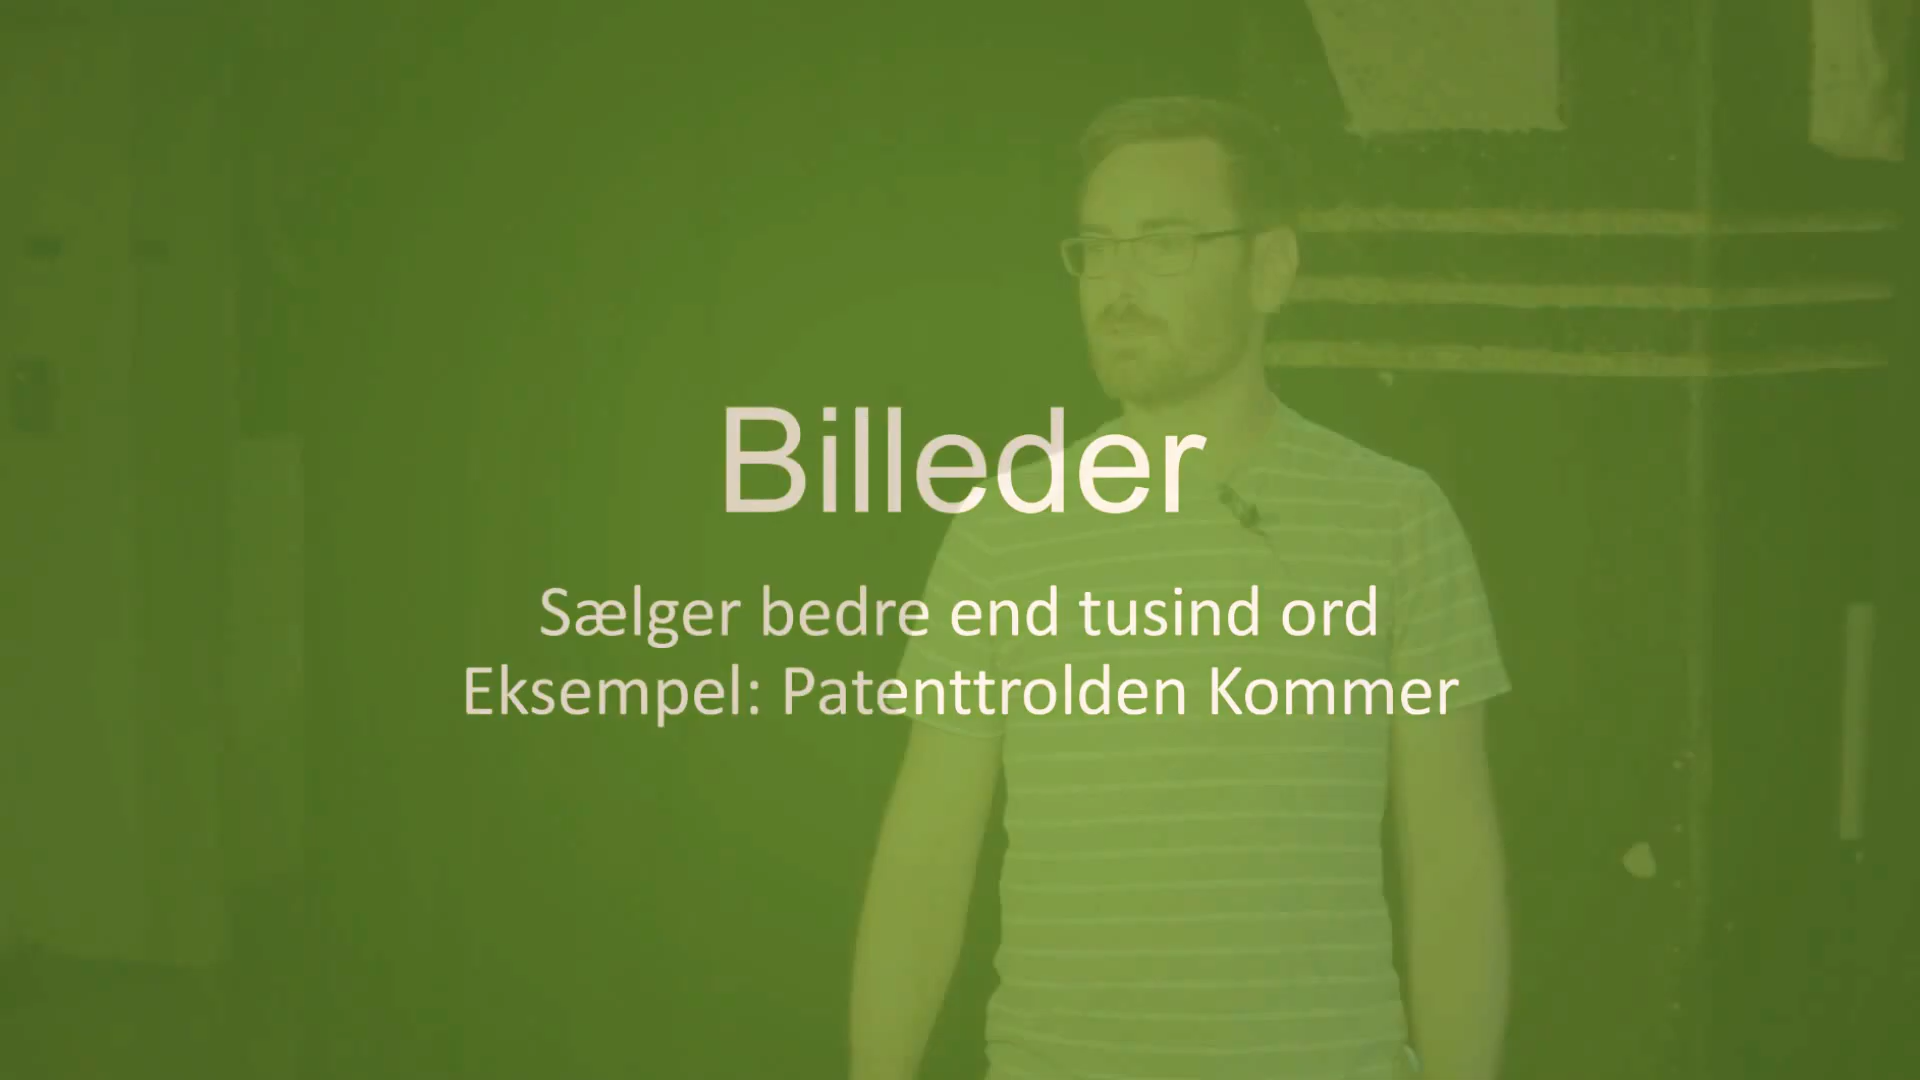 Billeder
Sælger bedre end tusind ord
Eksempel: Patenttrolden Kommer